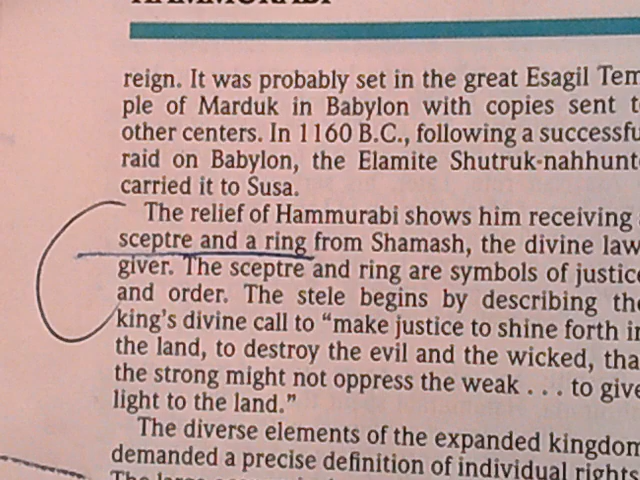 HAMMURABI
reign. It was probably set in the great Esagil Tem
ple of Marduk in Babylon with copies sent t
other centers. In 1160 B.C., following a successfu
raid on Babylon, the Elamite Shutruk-nahhunt
carried it to Susa.
The relief of Hammurabi shows him receiving
sceptre and a ring from Shamash, the divine law
giver. The sceptre and ring are symbols of justice
and order. The stele begins by describing the
king's divine call to “make justice to shine forth in
the land, to destroy the evil and the wicked, tha
the strong might not oppress the weak . . . to give
light to the land.”
The diverse elements of the expanded kingdom
demanded a precise definition of individual rights